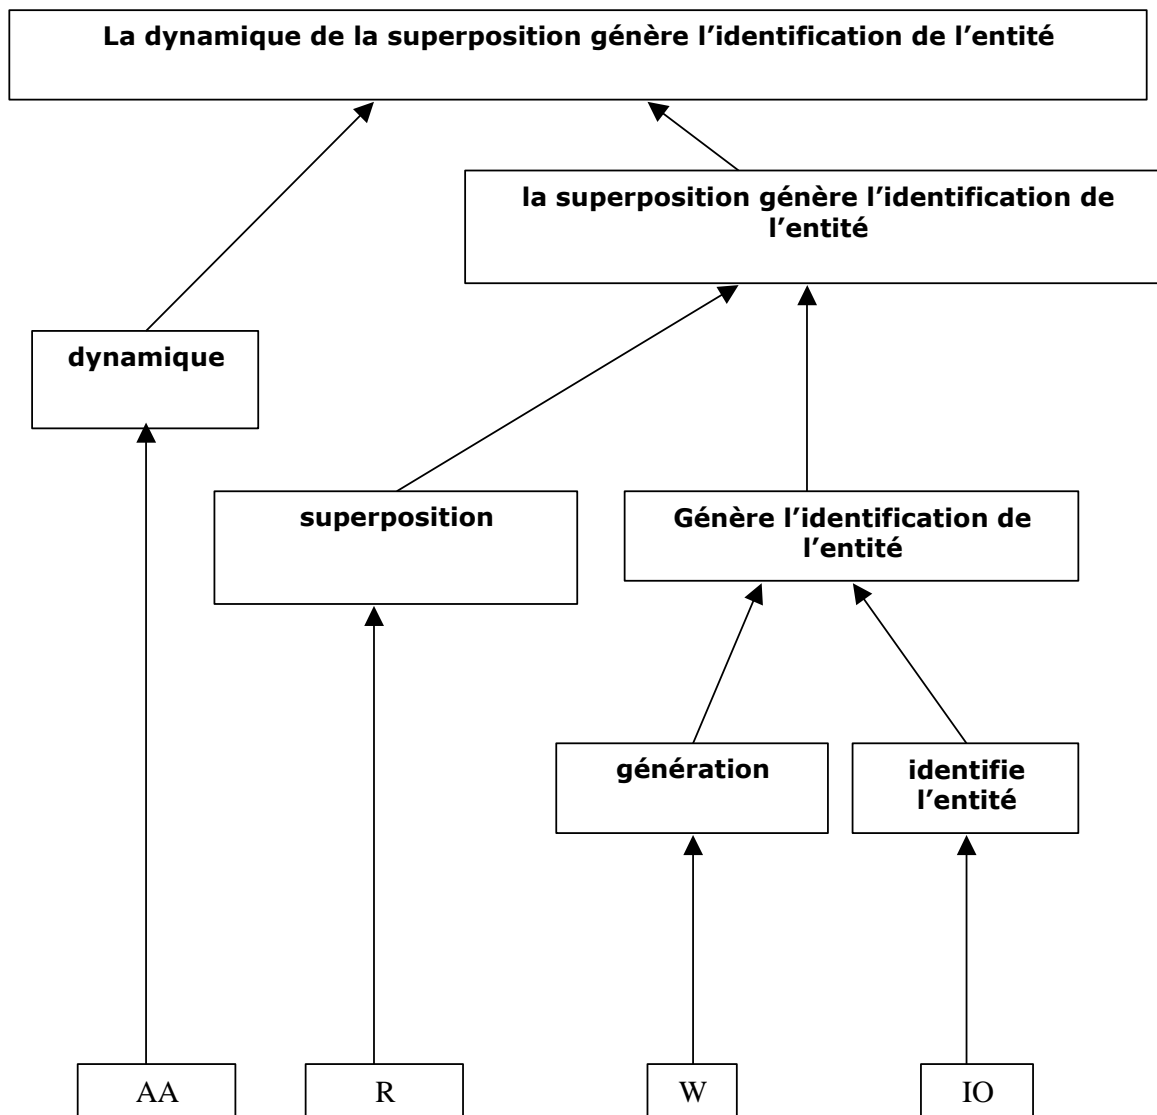 La dynamique de la superposition génère l’identification de l’entité
la superposition génère l’identification de
l’entité
dynamique
superposition
Génère l’identification de
l’entité
génération
identifie
l’entité
AA
R
W
IO